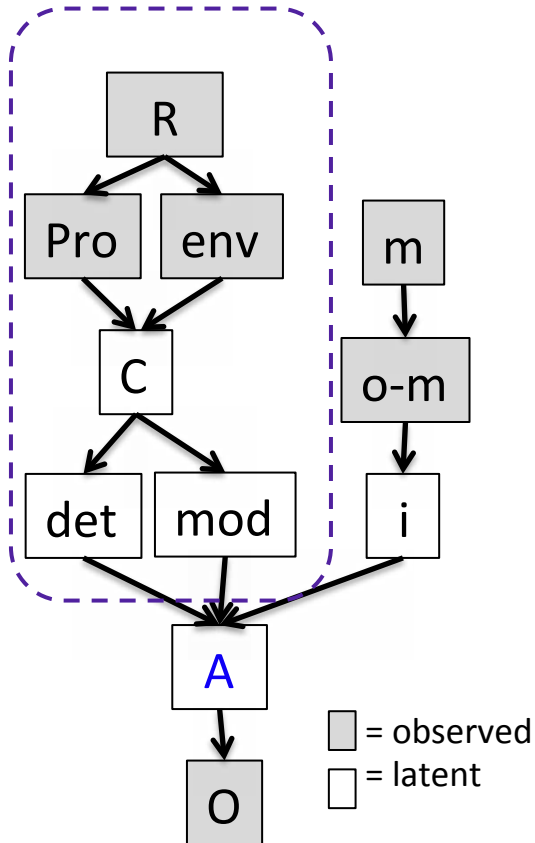 R
Pro env
m
C
o-m
det mod
i
A
= observed
= latent
O